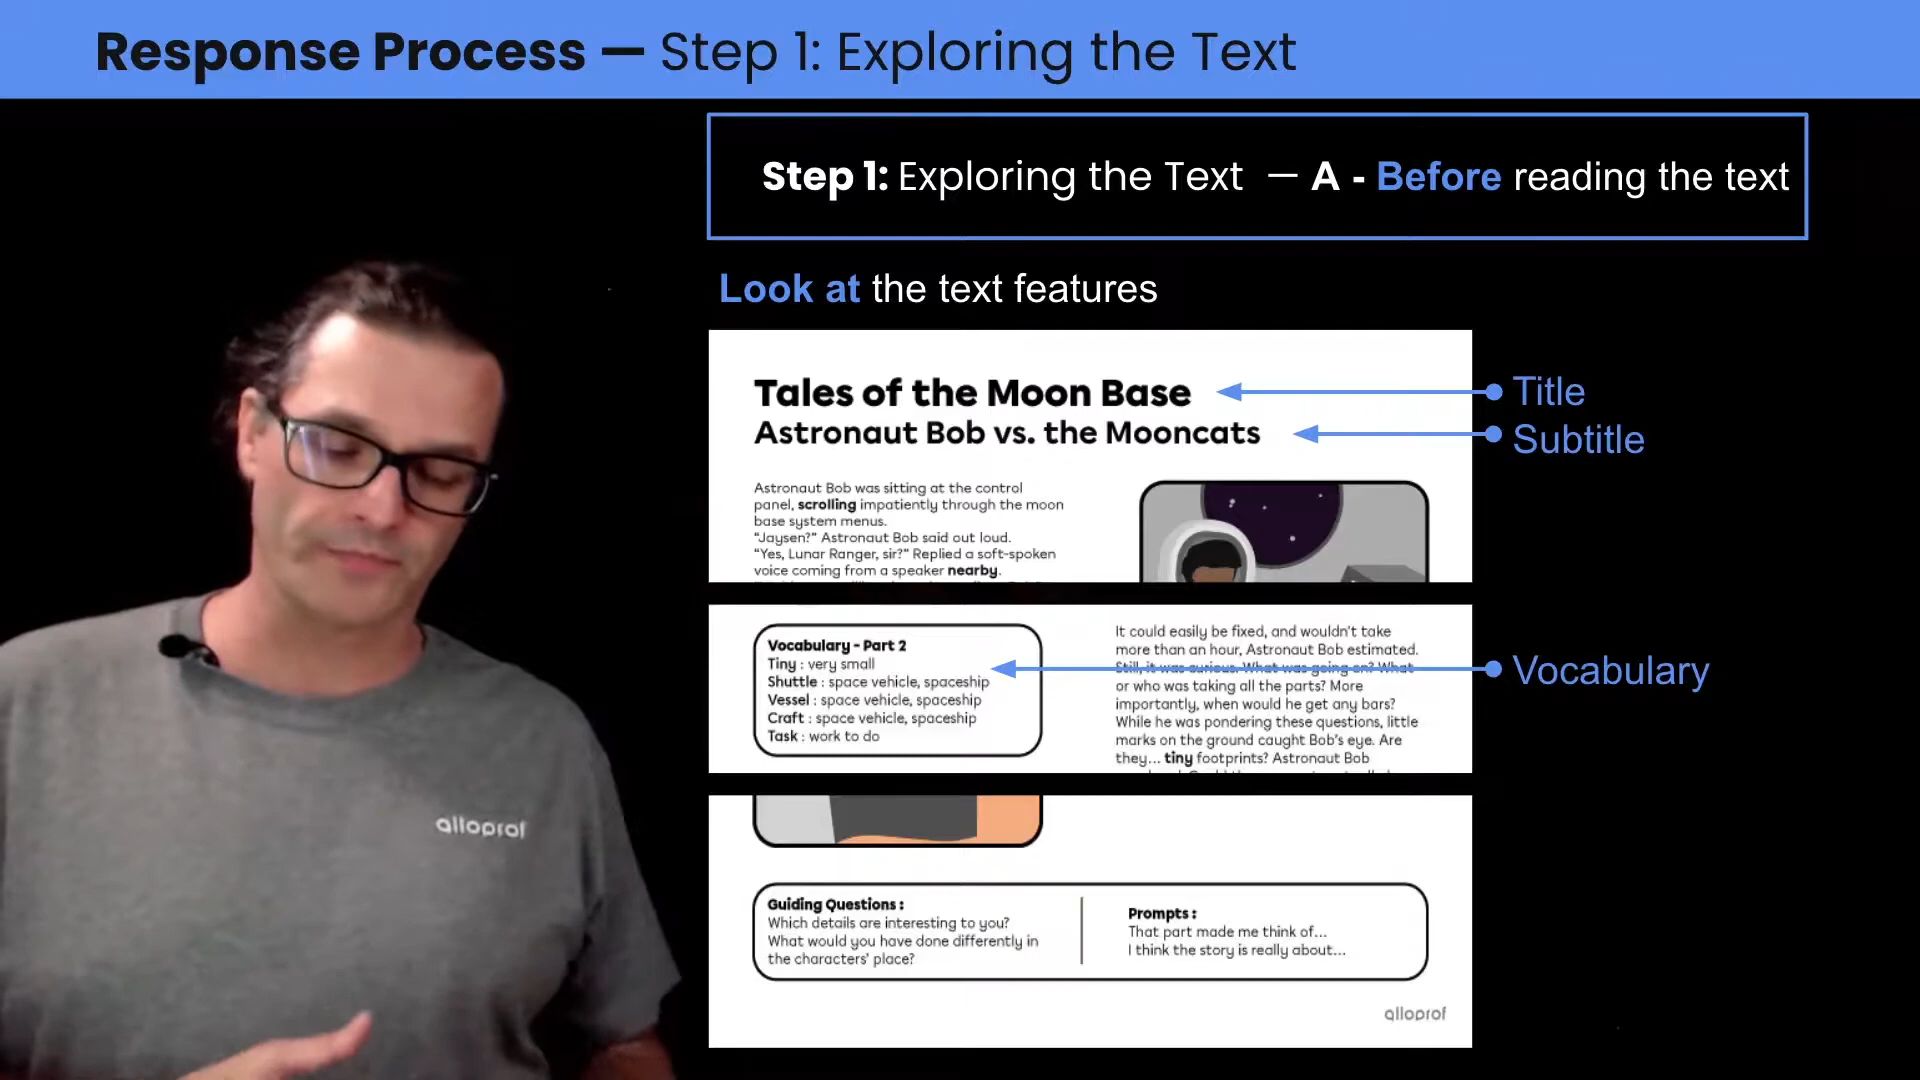 Response Process — Step 1: Exploring the Text
Step 1: Exploring the Text — A - Before reading the text
Look at the text features
Tales of the Moon Base
Title
Astronaut Bob vs. the Mooncats
Subtitle
Astronaut Bob was sitting at the control
panel, scrolling impatiently through the moon
base system menus.
"Jaysen?" Astronaut Bob said out loud.
"Yes, Lunar Ranger, sir?" Replied a soft-spoken
voice coming from a speaker nearby.
Vocabulary - Part 2
Tiny : very small
Shuttle : space vehicle, spaceship
Vessel : space vehicle, spaceship
Craft : space vehicle, spaceship
Task : work to do
It could easily be fixed, and wouldn't take
more than an hour, Astronaut Bob estimated.
Still, it was curious. What was going on? What
or who was taking all the parts? More
importantly, when would he get any bars?
While he was pondering these questions, little
marks on the ground caught Bob's eye. Are
they... tiny footprints? Astronaut Bob
Vocabulary
Guiding Questions :
Which details are interesting to you?
What would you have done differently in
the characters' place?
Prompts :
That part made me think of...
I think the story is really about...
alloprof
alloprof